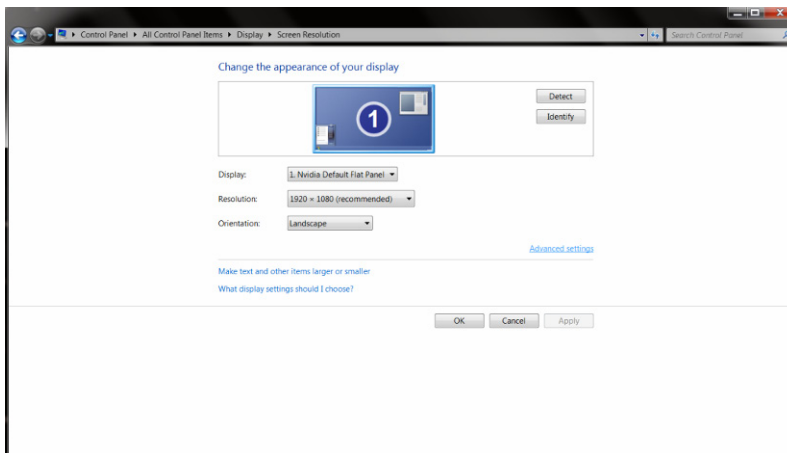 Control Panel ▸ All Control Panel Items ▸ Display ▸ Screen Resolution
Search Control Panel
Change the appearance of your display
1
Detect
Identify
Display: 1. Nvidia Default Flat Panel
Resolution: 1920 × 1080 (recommended)
Orientation: Landscape
Advanced settings
Make text and other items larger or smaller
What display settings should I choose?
OK Cancel Apply